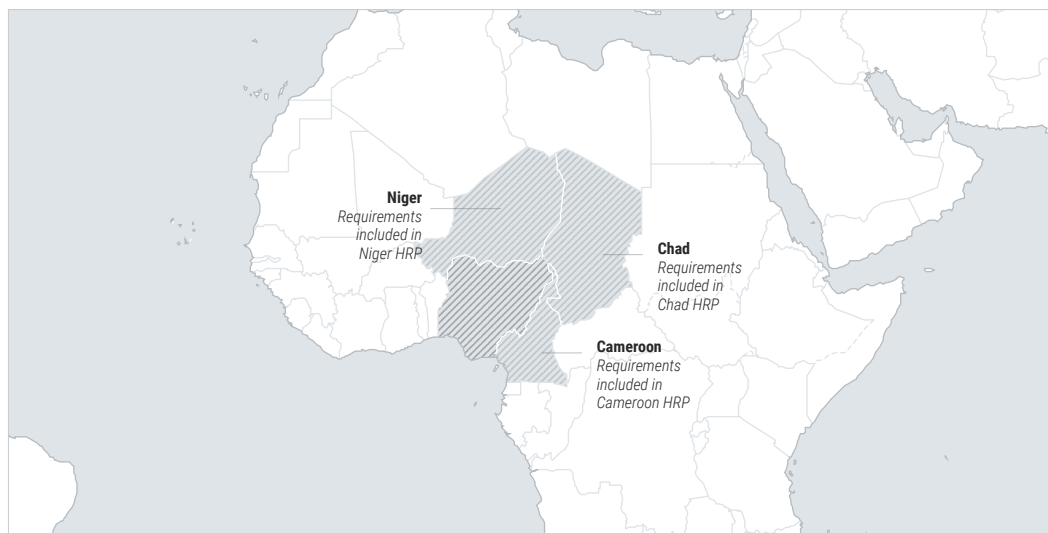 Niger
Requirements
included in
Niger HRP
Chad
Requirements
included in
Chad HRP
Cameroon
Requirements
included in
Cameroon HRP